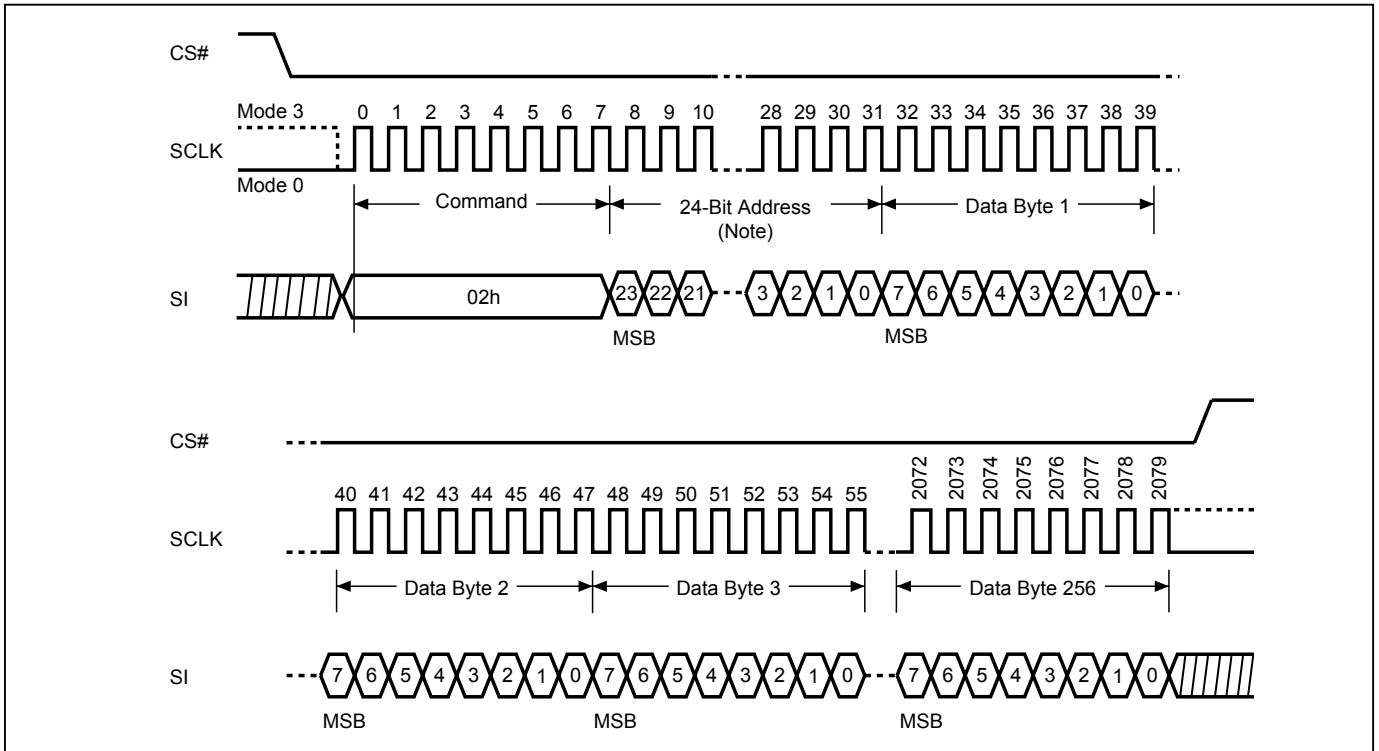 CS#
Mode 3 0 1 2 3 4 5 6 7 8 9 10 28 29 30 31 32 33 34 35 36 37 38 39
SCLK
Mode 0
Command 24-Bit Address Data Byte 1
(Note)
SI 02h 23 22 21 3 2 1 0 7 6 5 4 3 2 1 0
MSB MSB
CS#
40 41 42 43 44 45 46 47 48 49 50 51 52 53 54 55 2072 2073 2074 2075 2076 2077 2078 2079
SCLK
Data Byte 2 Data Byte 3 Data Byte 256
SI 7 6 5 4 3 2 1 0 7 6 5 4 3 2 1 0 7 6 5 4 3 2 1 0
MSB MSB MSB